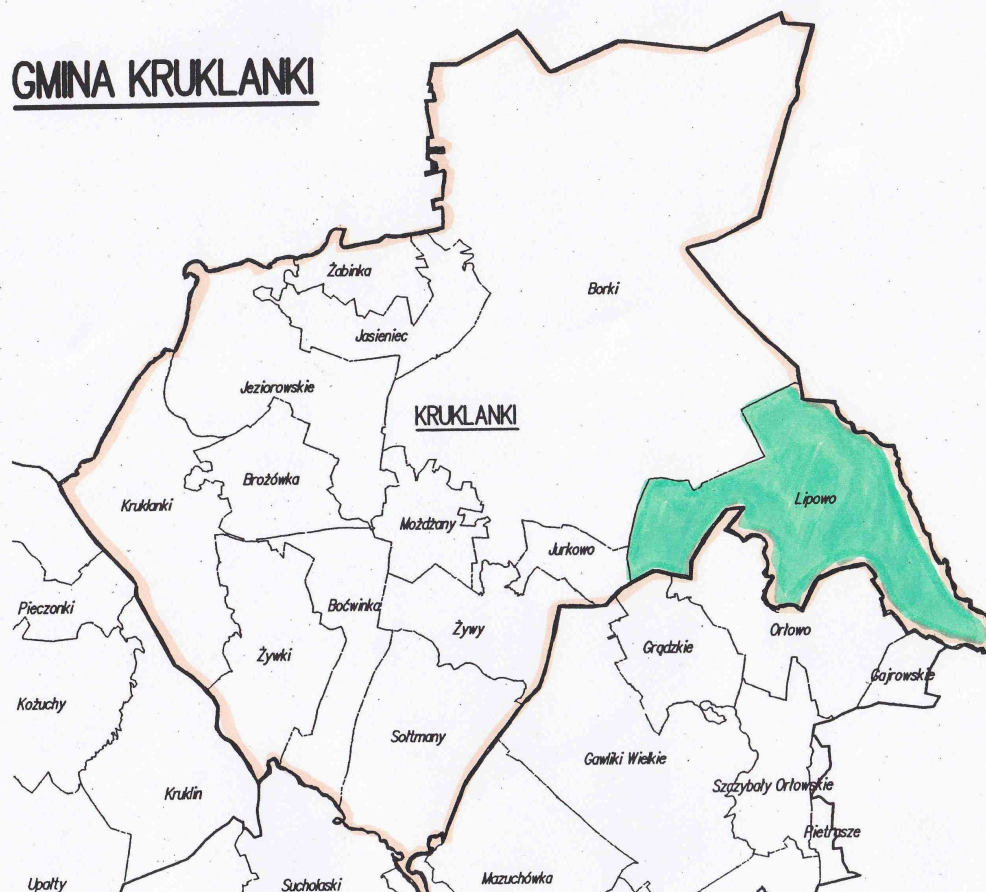 GMINA KRUKLANKI
Żabinka
Borki
Jasieniec
Jeziorowskie
KRUKLANKI
Brożówka
Kruklanki
Lipowo
Możdżany
Jurkowo
Pieczonki
Boćwinka
Żywy
Orłowo
Żywki
Grądzkie
Gajrowskie
Kożuchy
Sołtmany
Gawliki Wielkie
Szczybały Orłowskie
Kruklin
Pietrasze
Upałty
Sucholaski
Mazuchówka